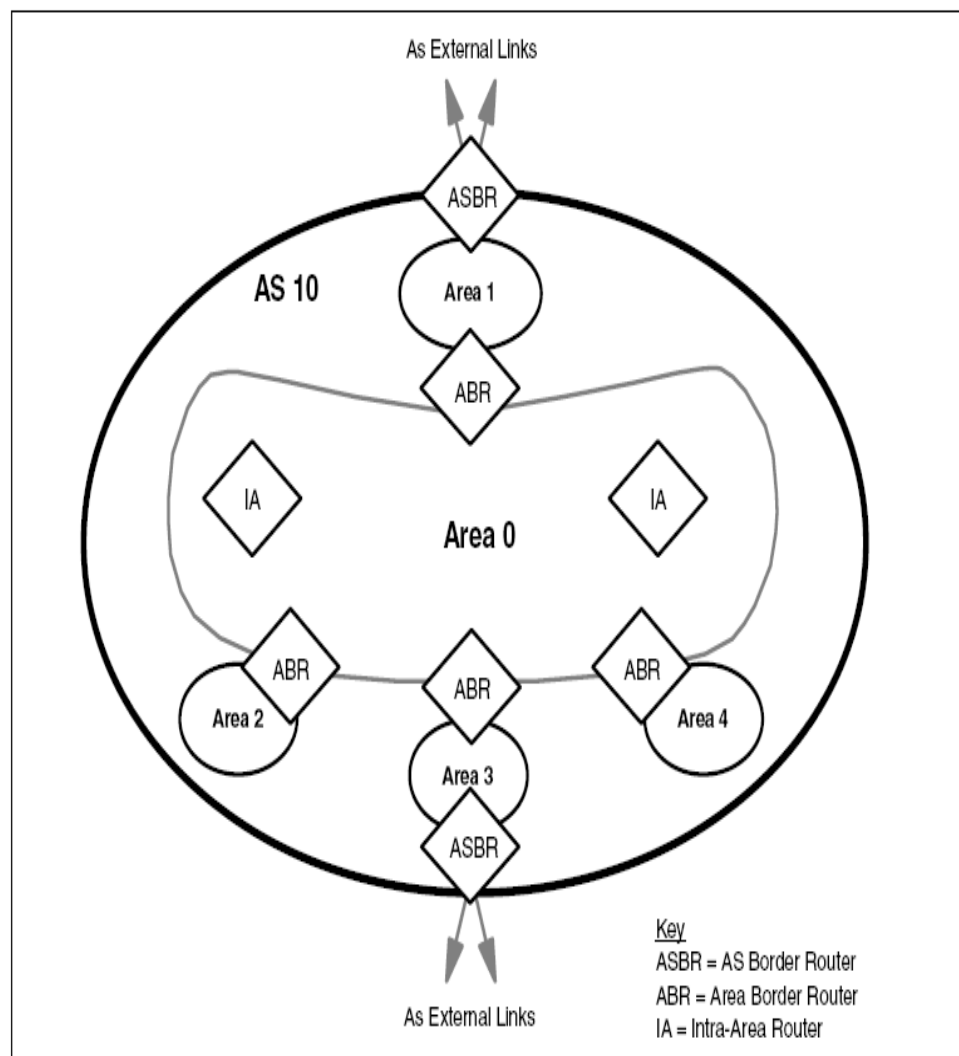 As External Links
ASBR
AS 10
Area 1
ABR
IA
IA
Area 0
ABR
ABR
ABR
Area 2
Area 4
Area 3
ASBR
As External Links
Key
ASBR = AS Border Router
ABR = Area Border Router
IA = Intra-Area Router